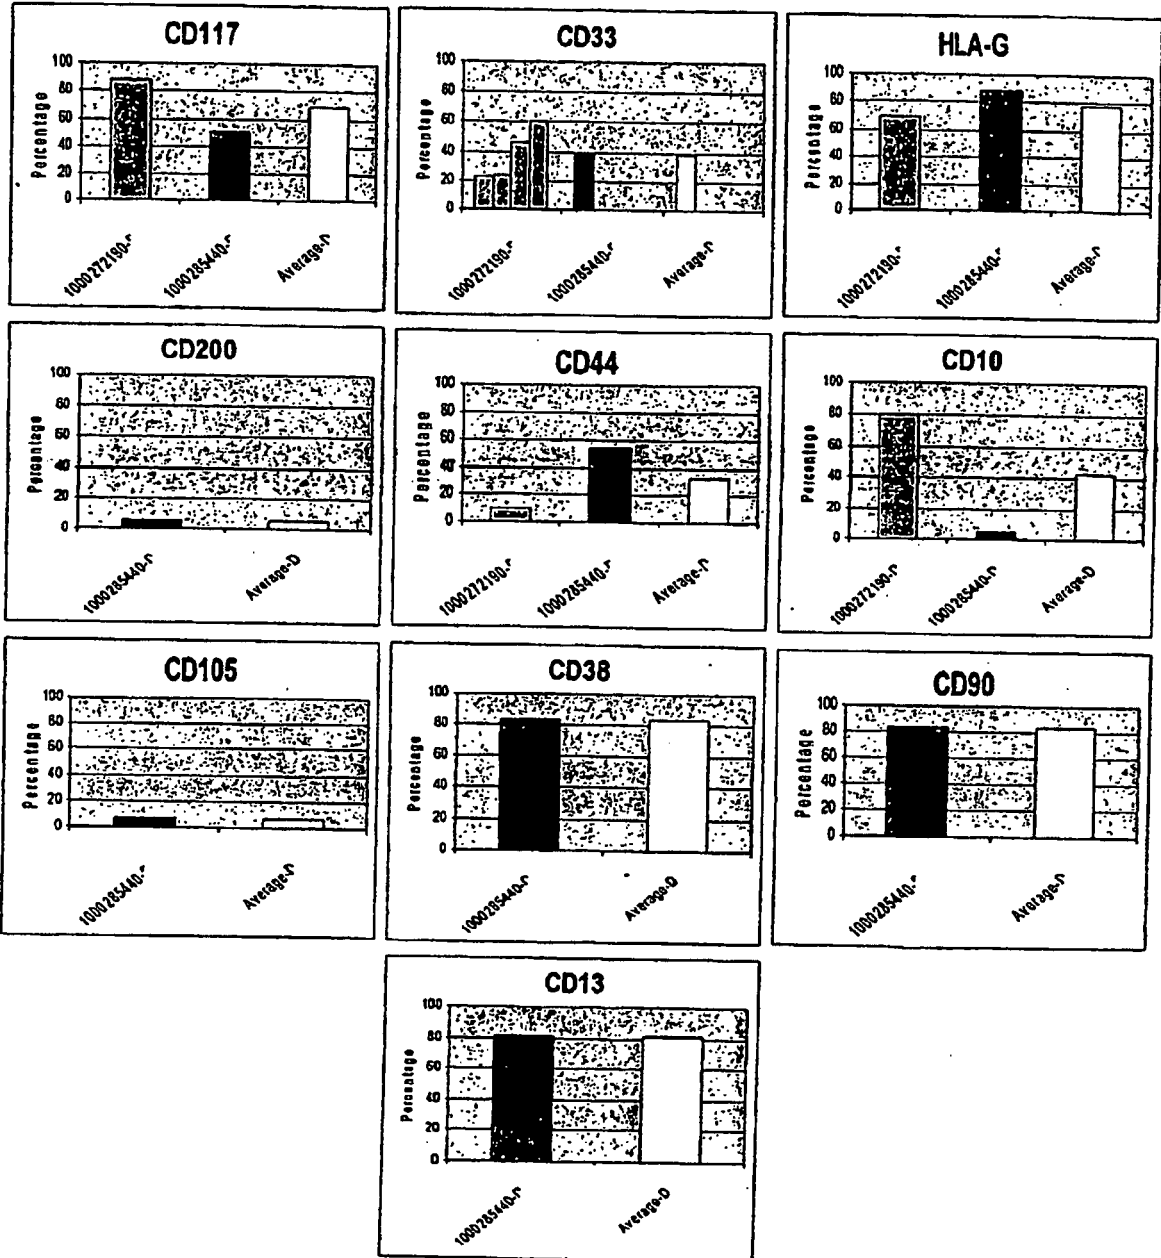 CD117
Percentage
100
80
60
40
20
0
1000272190-
1000285440-
Average-D
CD33
Percentage
100
80
60
40
20
0
1000272190-
1000285440-
Average-D
HLA-G
Percentage
100
80
60
40
20
0
1000272190-
1000285440-
Average-D
CD200
Percentage
100
80
60
40
20
0
1000285440-D
Average-D
CD44
Percentage
100
80
60
40
20
0
1000272190-
1000285440-
Average-D
CD10
Percentage
100
80
60
40
20
0
1000272190-D
1000285440-D
Average-D
CD105
Percentage
100
80
60
40
20
0
1000285440-
Average-D
CD38
Percentage
100
80
60
40
20
0
1000285440-D
Average-D
CD90
Percentage
100
80
60
40
20
0
1000285440-
Average-D
CD13
Percentage
100
80
60
40
20
0
1000285440-D
Average-D